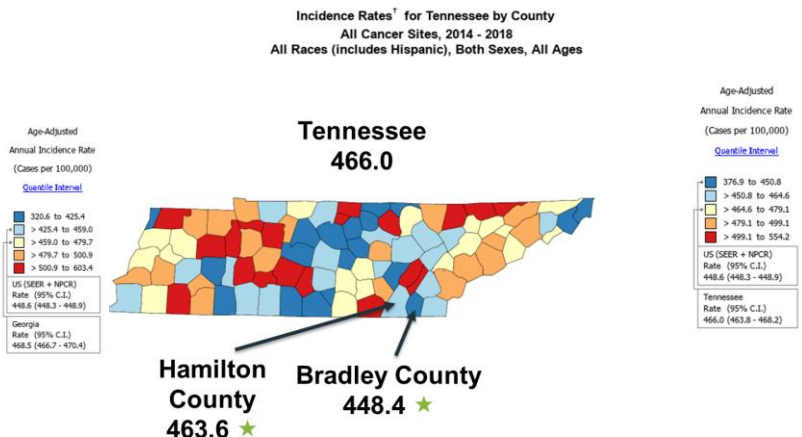 Incidence Rates† for Tennessee by County
All Cancer Sites, 2014 - 2018
All Races (includes Hispanic), Both Sexes, All Ages
Age-Adjusted
Annual Incidence Rate
(Cases per 100,000)
Quantile Interval
320.6 to 425.4
> 425.4 to 459.0
> 459.0 to 479.7
> 479.7 to 500.9
> 500.9 to 603.4
US (SEER + NPCR)
Rate (95% C.I.)
448.6 (448.3 - 448.9)
Georgia
Rate (95% C.I.)
468.5 (466.7 - 470.4)
Tennessee
466.0
Age-Adjusted
Annual Incidence Rate
(Cases per 100,000)
Quantile Interval
376.9 to 450.8
> 450.8 to 464.6
> 464.6 to 479.1
> 479.1 to 499.1
> 499.1 to 554.2
US (SEER + NPCR)
Rate (95% C.I.)
448.6 (448.3 - 448.9)
Tennessee
Rate (95% C.I.)
466.0 (463.8 - 468.2)
Hamilton
County
463.6
Bradley County
448.4